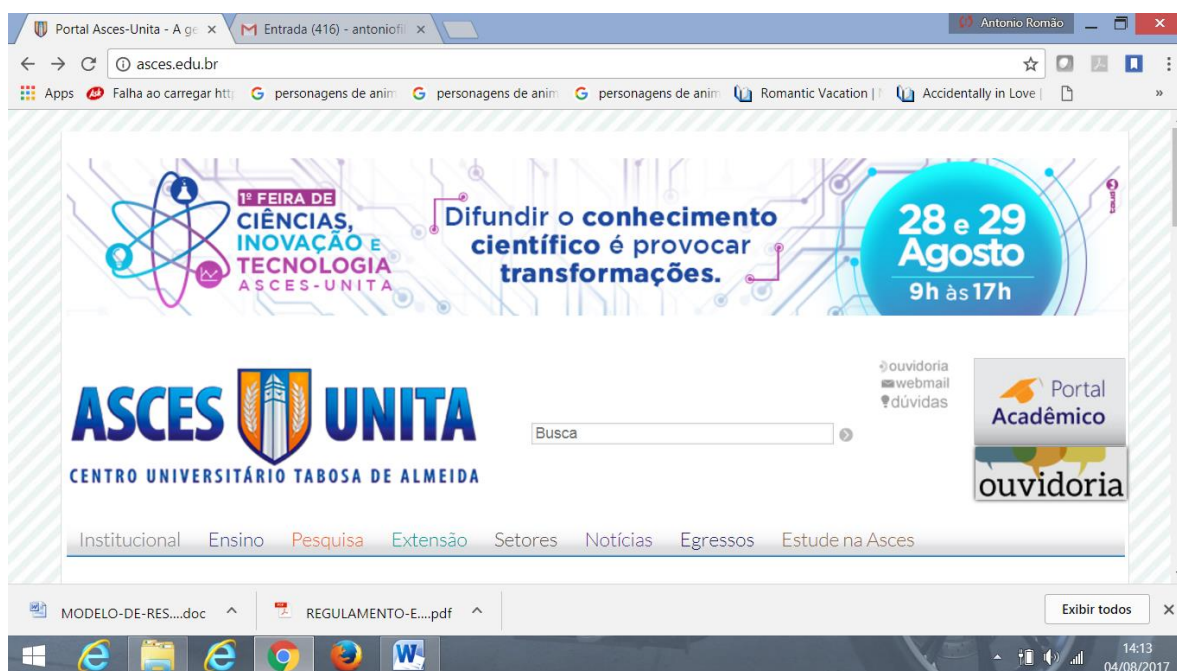 Portal Asces-Unita - A ge
Entrada (416) - antoniofil
Antonio Romão
asces.edu.br
Apps
Falha ao carregar http
personagens de anim
personagens de anim
personagens de anim
Romantic Vacation |
Accidentally in Love |
»
1ª FEIRA DE
CIÊNCIAS,
INOVAÇÃO E
TECNOLOGIA
ASCES-UNITA
Difundir o conhecimento
científico é provocar
transformações.
28 e 29
Agosto
9h às 17h
ASCES UNITA
CENTRO UNIVERSITÁRIO TABOSA DE ALMEIDA
Busca
ouvidoria
webmail
dúvidas
Portal
Acadêmico
ouvidoria
Institucional Ensino Pesquisa Extensão Setores Notícias Egressos Estude na Asces
MODELO-DE-RES....doc
REGULAMENTO-E....pdf
Exibir todos
14:13
04/08/2017